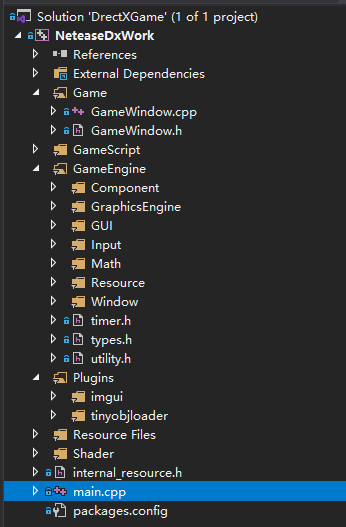 Solution 'DrectXGame' (1 of 1 project)
NeteaseDxWork
References
External Dependencies
Game
GameWindow.cpp
GameWindow.h
GameScript
GameEngine
Component
GraphicsEngine
GUI
Input
Math
Resource
Window
timer.h
types.h
utility.h
Plugins
imgui
tinyobjloader
Resource Files
Shader
internal_resource.h
main.cpp
packages.config